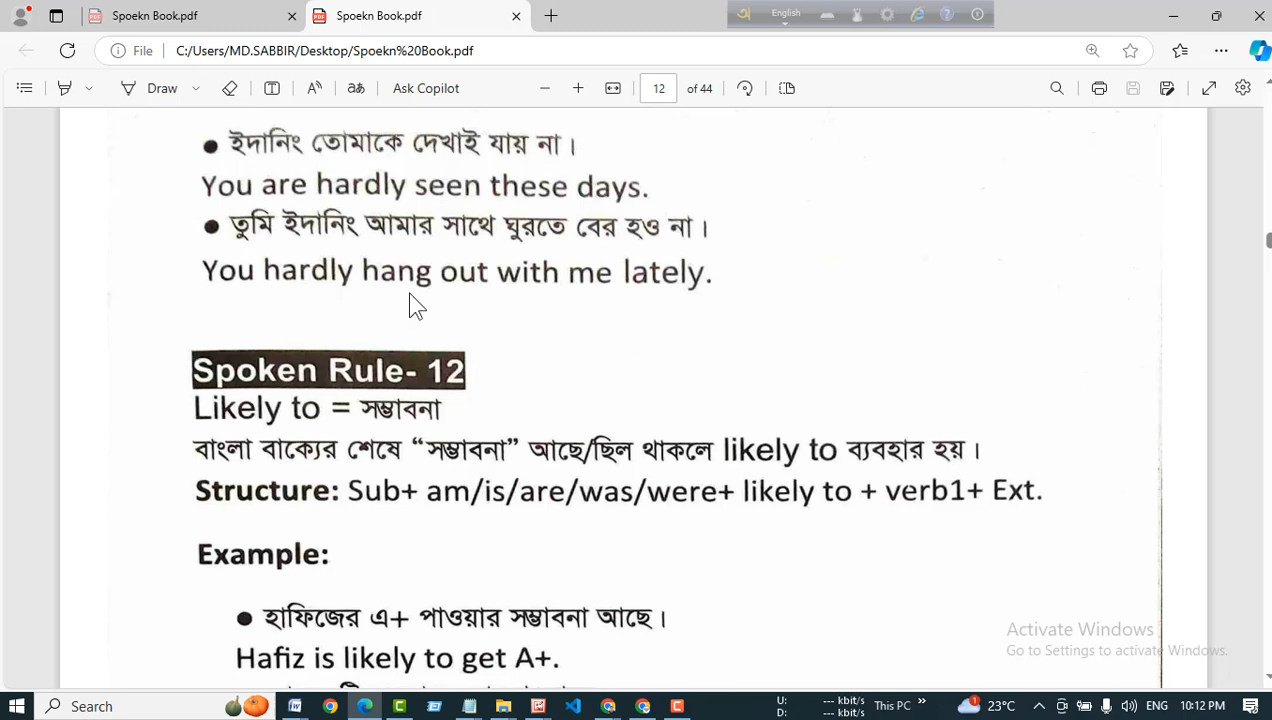 Spoekn Book.pdf
Spoekn Book.pdf
English
File C:/Users/MD.SABBIR/Desktop/Spoekn%20Book.pdf
Draw Ask Copilot 12 of 44
ইদানিং তোমাকে দেখাই যায় না।
You are hardly seen these days.
তুমি ইদানিং আমার সাথে ঘুরতে বের হও না।
You hardly hang out with me lately.
Spoken Rule- 12
Likely to = সম্ভাবনা
বাংলা বাক্যের শেষে “সম্ভাবনা” আছে/ছিল থাকলে likely to ব্যবহার হয়।
Structure: Sub+ am/is/are/was/were+ likely to + verb1+ Ext.
Example:
হাফিজের এ+ পাওয়ার সম্ভাবনা আছে।
Hafiz is likely to get A+.
Activate Windows
Go to Settings to activate Windows.
Search
U: --- kbit/s
D: --- kbit/s
This PC
1
23°C
ENG 10:12 PM